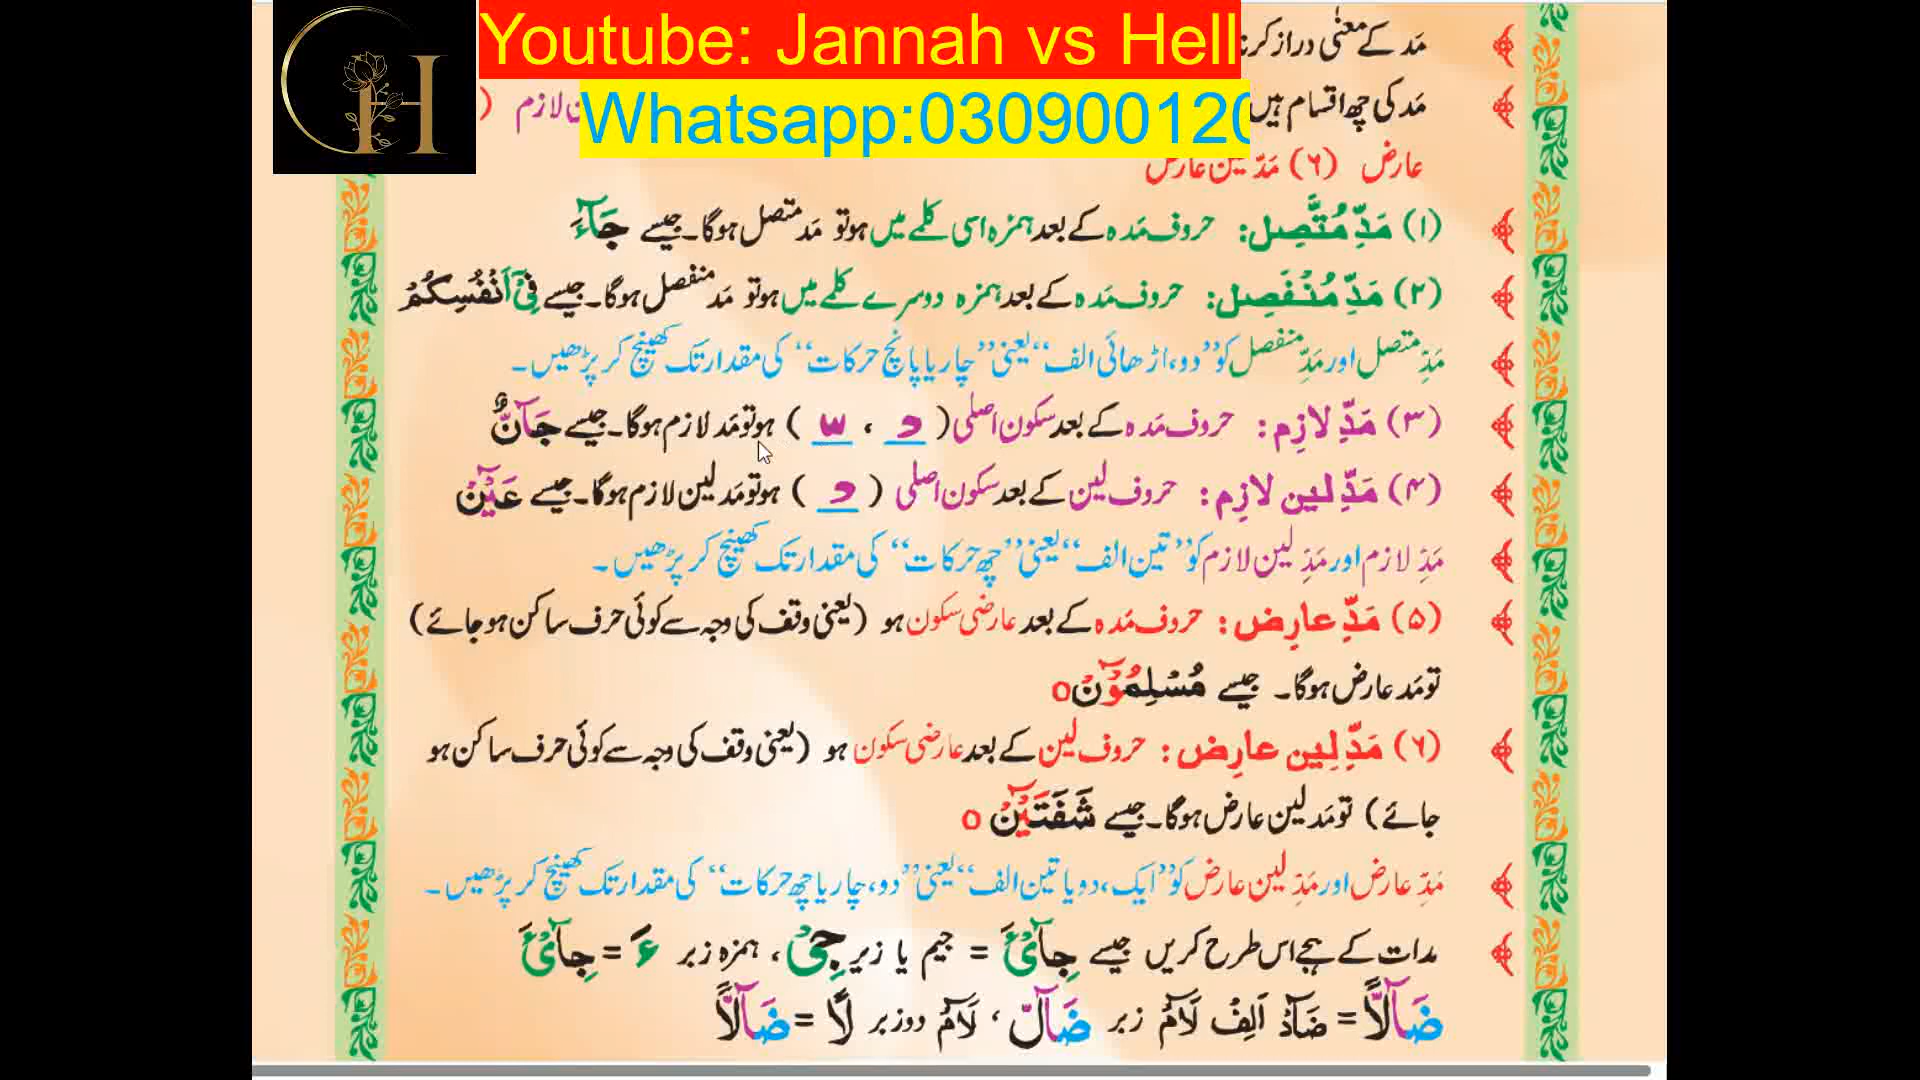 Youtube: Jannah vs Hell
Whatsapp:03090012
H
مَد کے معنٰی دراز کرنا
مَد کی چھ اقسام ہیں
لازم (
عارض (۶) مَدّ لین عارض
(۱) مَدِّ مُتَّصِل: حروف مَدہ کے بعد ہمزہ اسی کلمے میں ہو تو مَد متصل ہوگا۔ جیسے جَآءَ
(۲) مَدِّ مُنْفَصِل: حروف مَدہ کے بعد ہمزہ دوسرے کلمے میں ہو تو مَد منفصل ہوگا۔ جیسے فِیْۤ اَنْفُسِكُمْ
مَدِّ متصل اور مَدِّ منفصل کو ’’دو، اڑھائی الف‘‘ یعنی ’’چار یا پانچ حرکات‘‘ کی مقدار تک کھینچ کر پڑھیں۔
(۳) مَدِّ لازِم: حروف مَدہ کے بعد سکون اصلی ( ـْ ، ـّ ) ہو تو مَد لازم ہوگا۔ جیسے جَآنٌّ
(۴) مَدِّ لین لازِم: حروف لین کے بعد سکون اصلی ( ـْ ) ہو تو مَد لین لازم ہوگا۔ جیسے عَیْٓنْ
مَدِّ لازم اور مَدِّ لین لازم کو ’’تین الف‘‘ یعنی ’’چھ حرکات‘‘ کی مقدار تک کھینچ کر پڑھیں۔
(۵) مَدِّ عارِض: حروف مَدہ کے بعد عارضی سکون ہو (یعنی وقف کی وجہ سے کوئی حرف ساکن ہو جائے)
تو مَد عارض ہوگا۔ جیسے مُسْلِمُوْٓنْ○
(۶) مَدِّ لِین عارِض: حروف لین کے بعد عارضی سکون ہو (یعنی وقف کی وجہ سے کوئی حرف ساکن ہو
جائے) تو مَد لین عارض ہوگا۔ جیسے شَفَتَیْٓنْ ○
مَدِّ عارض اور مَدِّ لین عارض کو ’’ایک، دو یا تین الف‘‘ یعنی ’’دو، چار یا چھ حرکات‘‘ کی مقدار تک کھینچ کر پڑھیں۔
مدات کے ہجے اس طرح کریں جیسے جِایْٓءَ = جیم یا زیر جِیْٓ، ہمزہ زبر ءَ = جِایْٓءَ
ضَآلًّا = ضَآدْ اَلِفْ لَآمْ زبر ضَآلّ، لَآمْ دو زبر لًا = ضَآلًّا